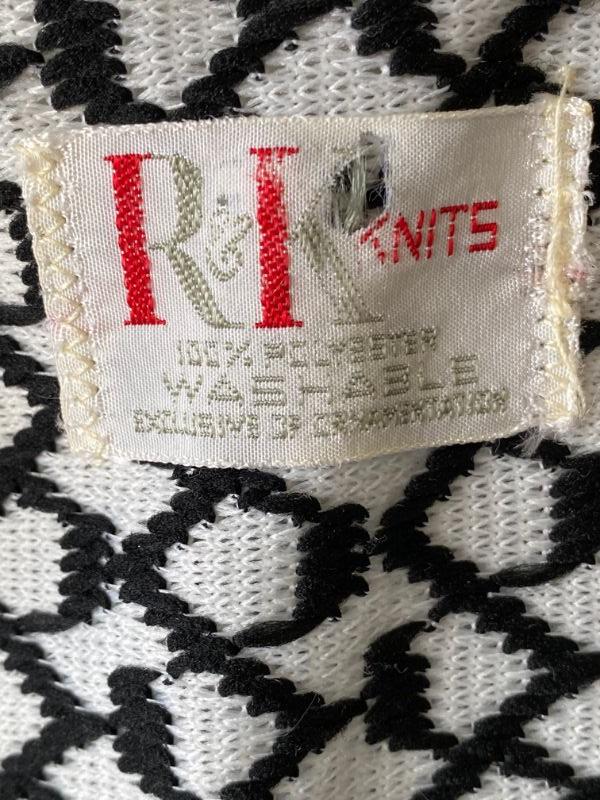 R&K
KNITS
100% POLYESTER
WASHABLE
EXCLUSIVE OF ORNAMENTATION